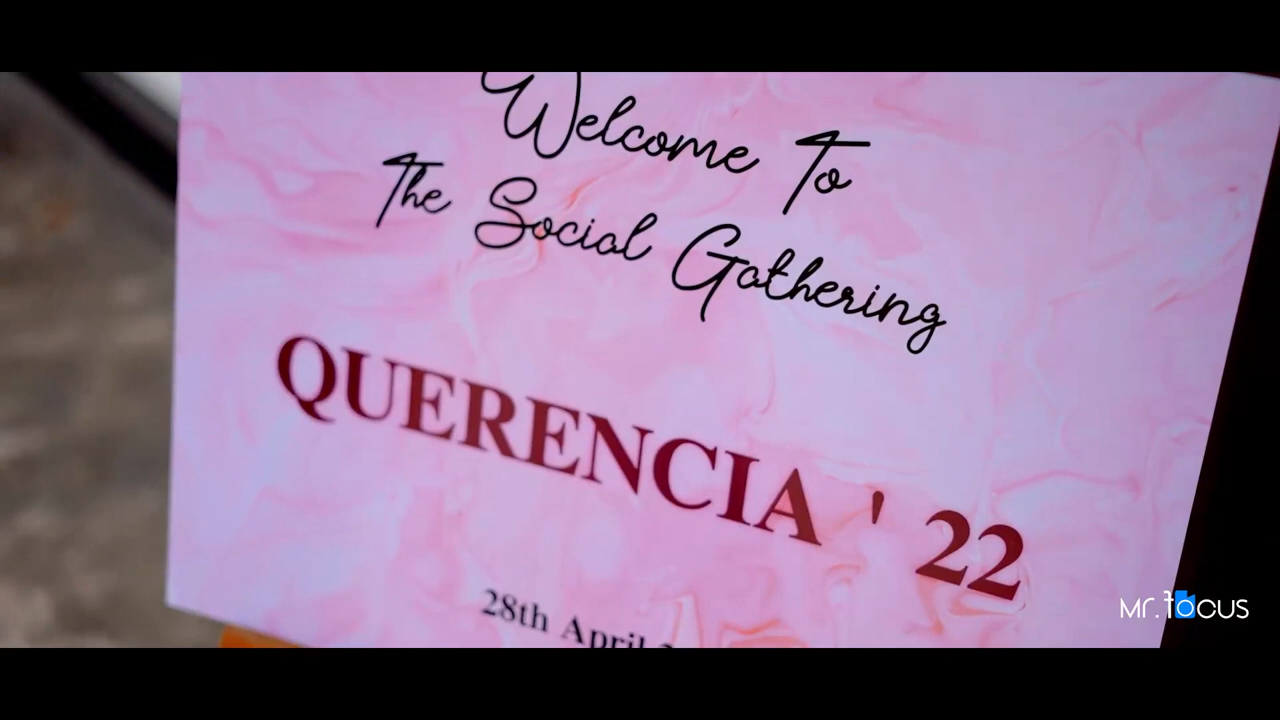 Welcome To
The Social Gathering
QUERENCIA ' 22
28th April
Mr.focus